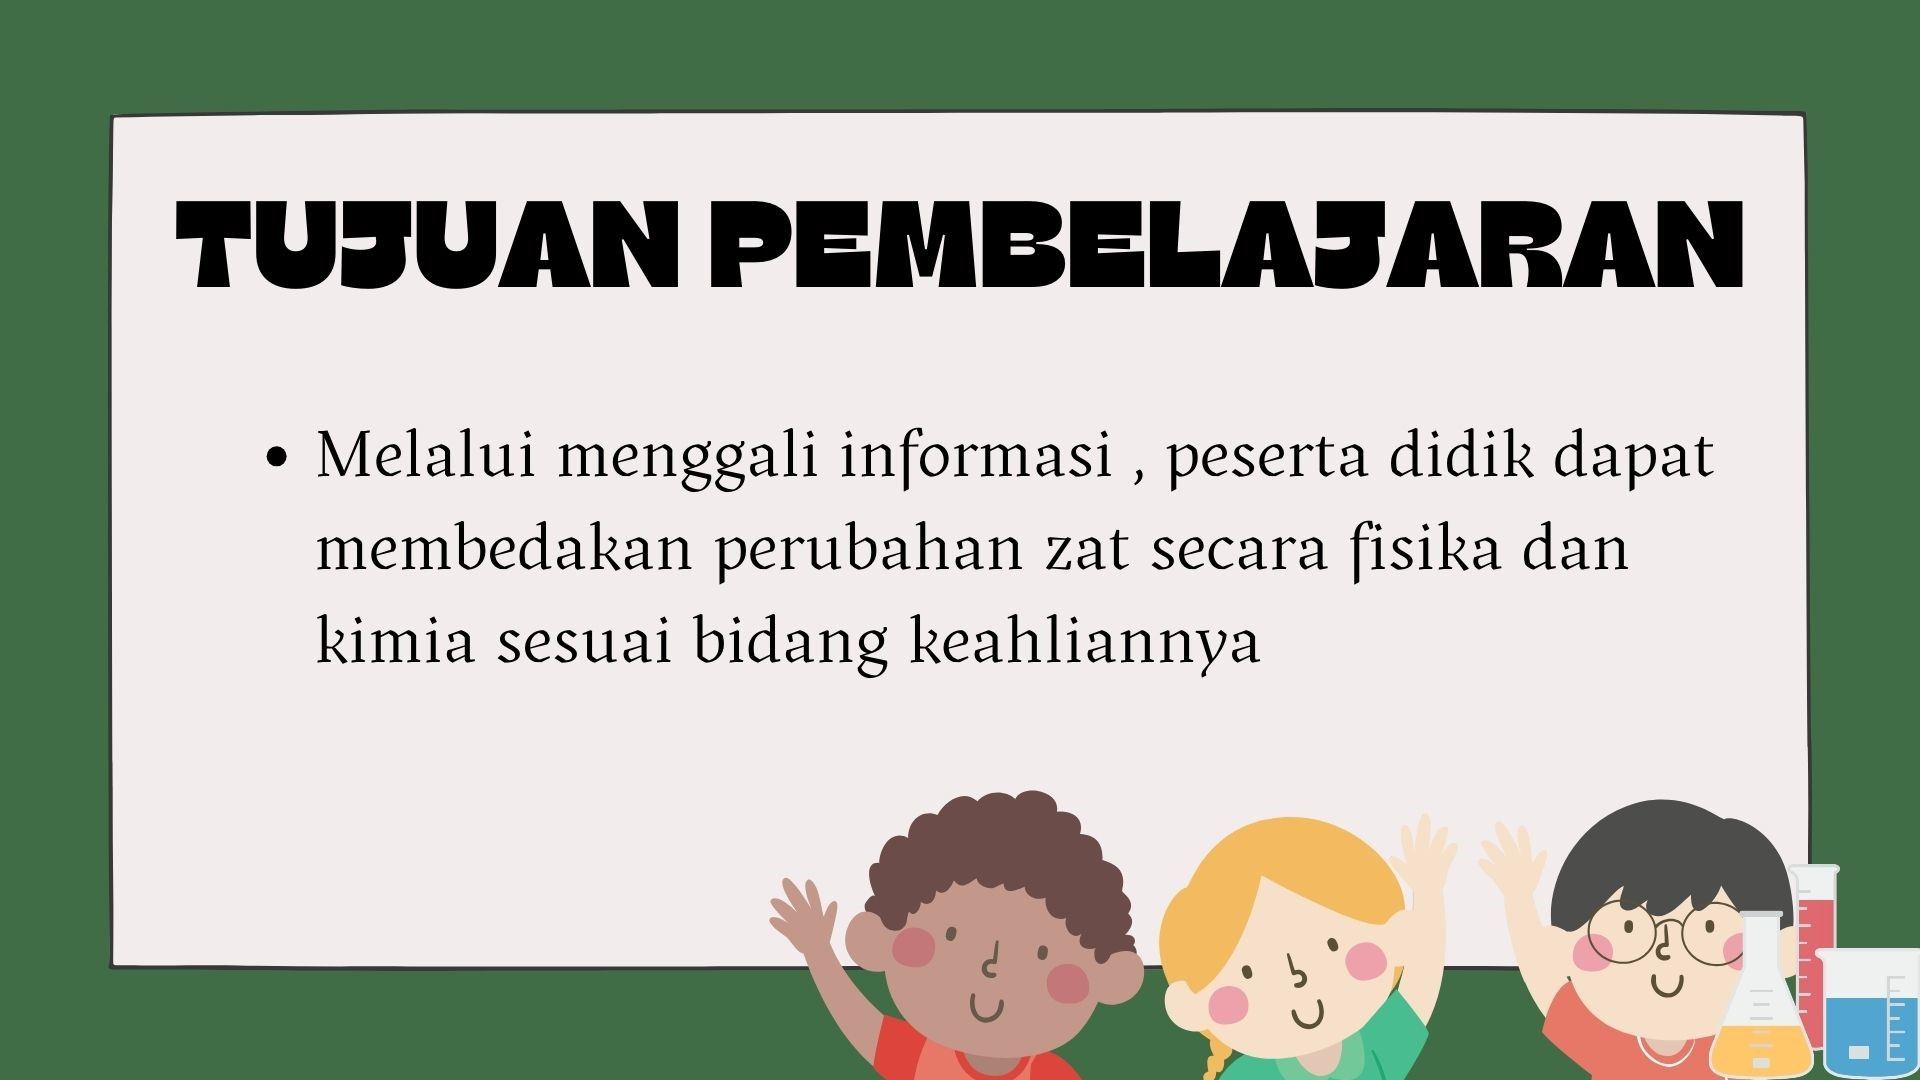 TUJUAN PEMBELAJARAN
• Melalui menggali informasi , peserta didik dapat
membedakan perubahan zat secara fisika dan
kimia sesuai bidang keahliannya